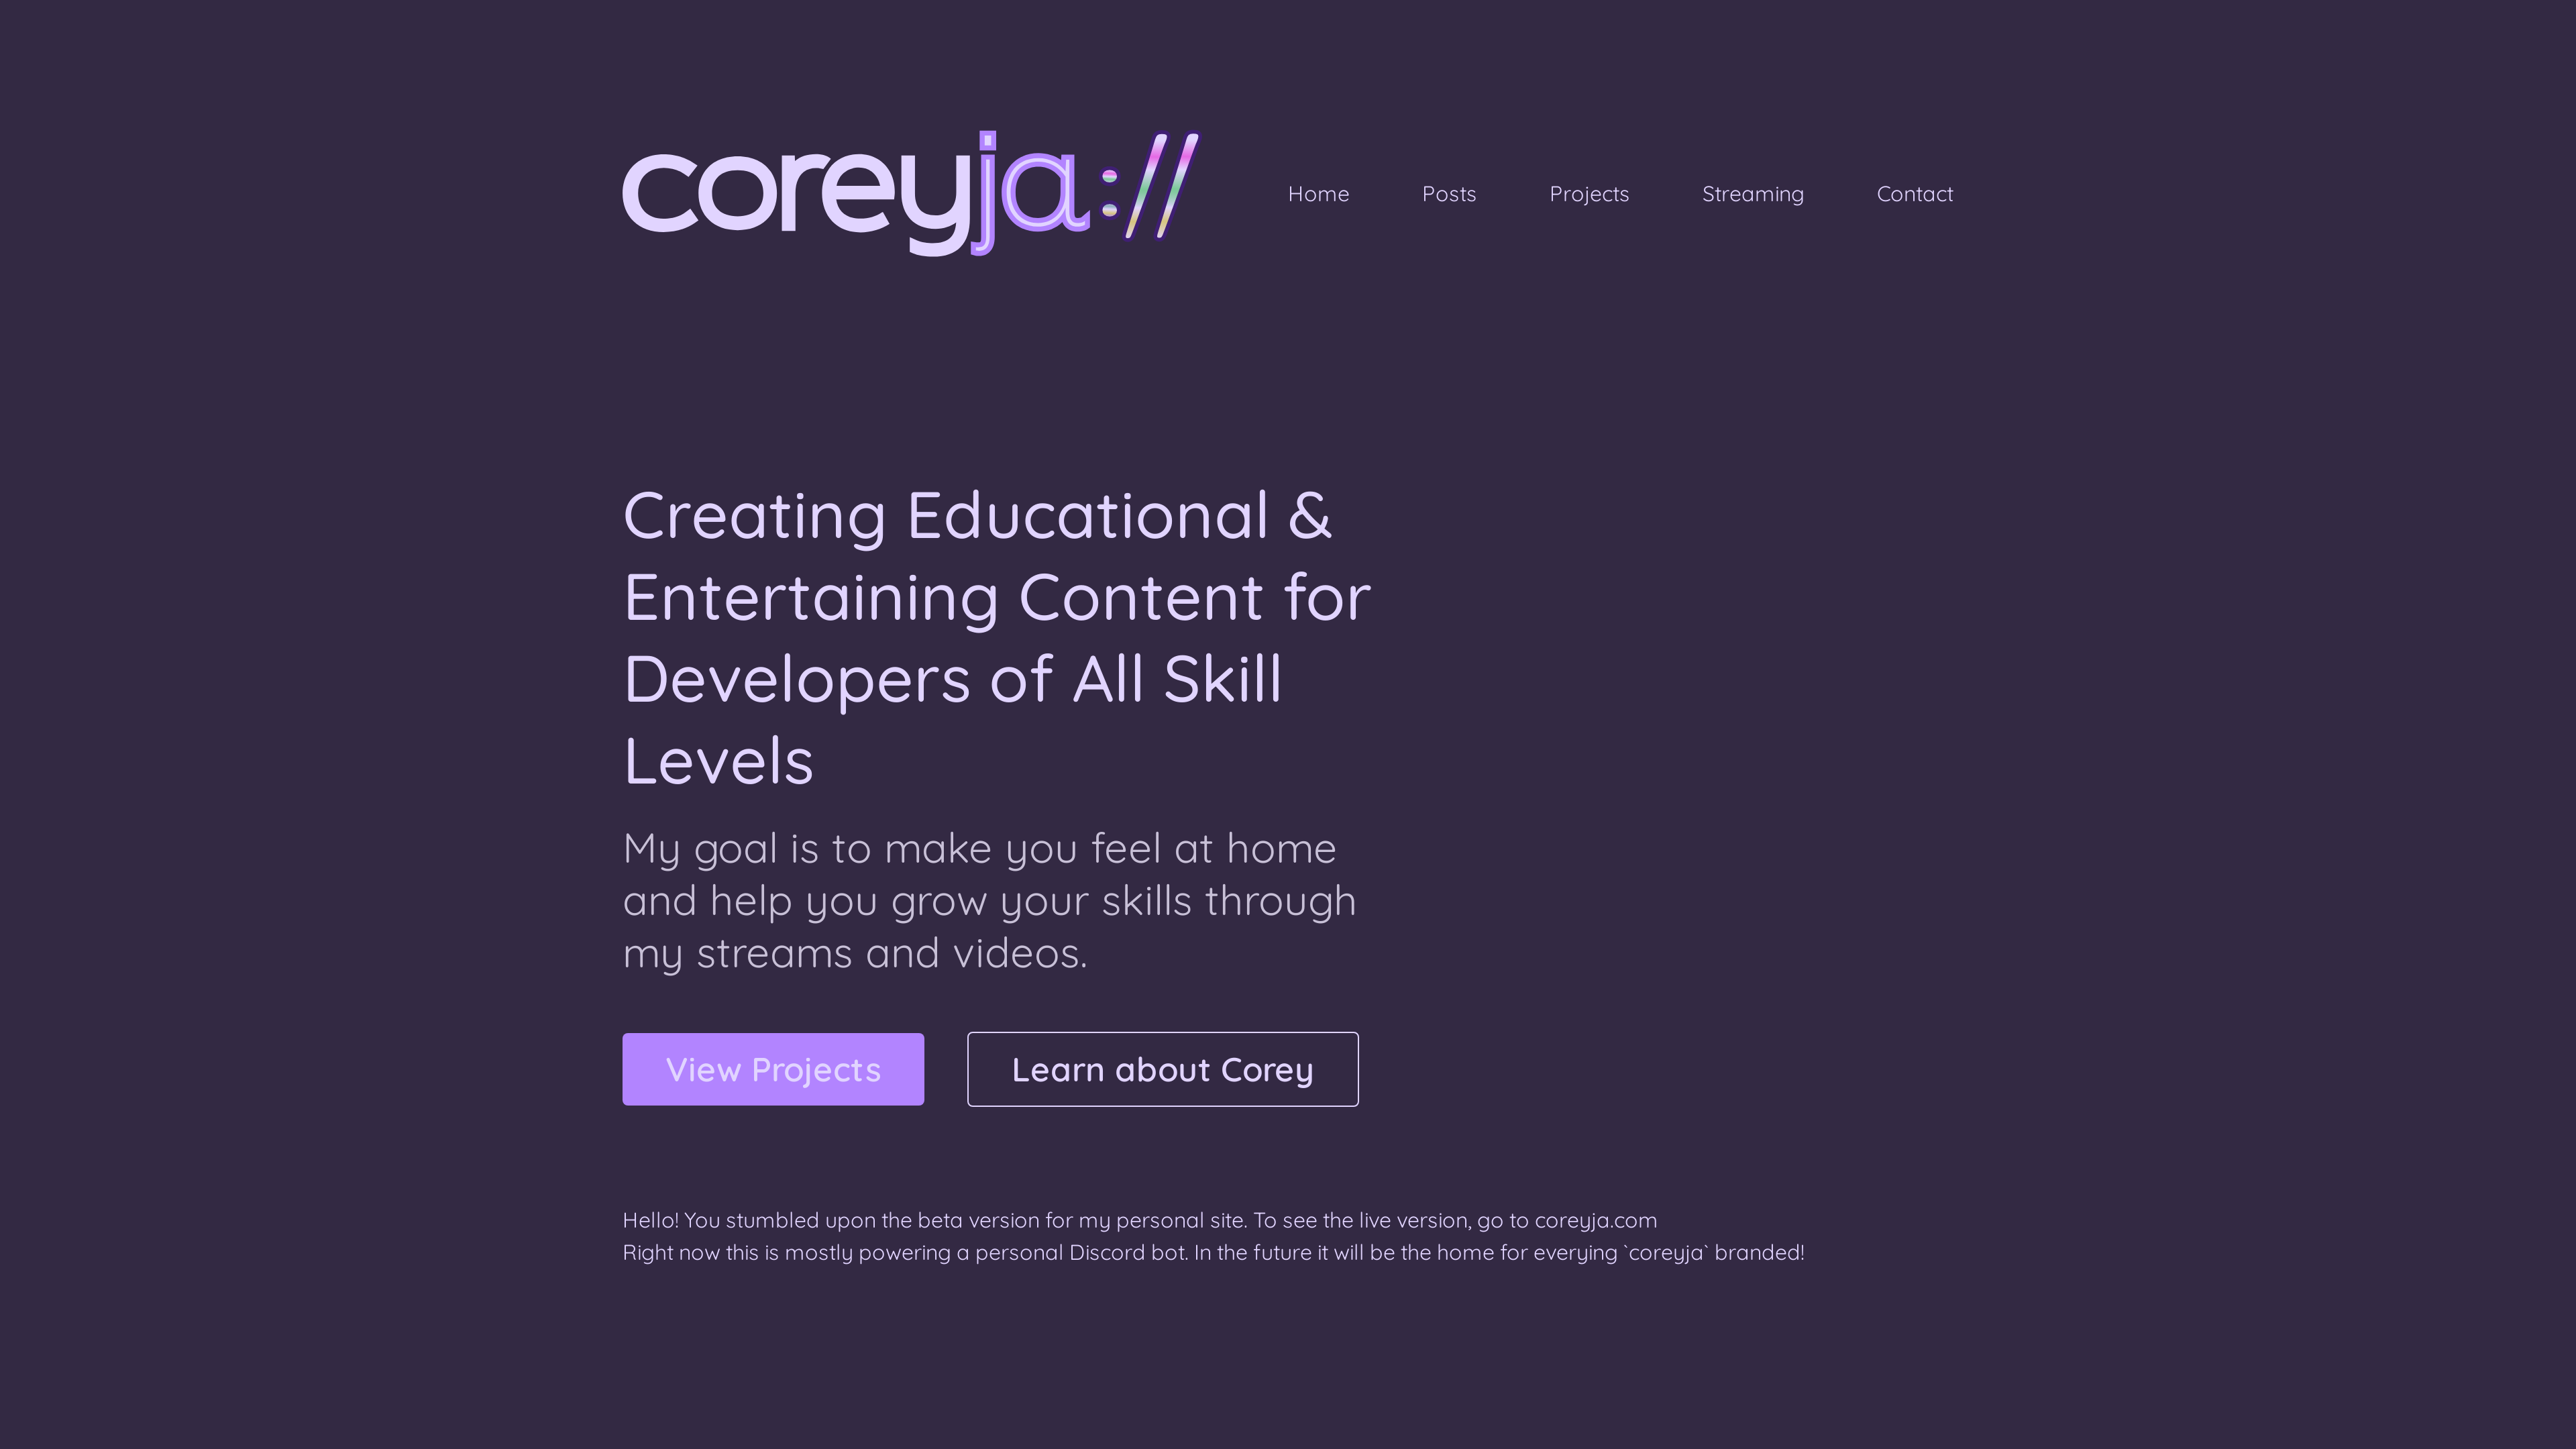 coreyja://
Home Posts Projects Streaming Contact
Creating Educational &
Entertaining Content for
Developers of All Skill
Levels
My goal is to make you feel at home
and help you grow your skills through
my streams and videos.
View Projects Learn about Corey
Hello! You stumbled upon the beta version for my personal site. To see the live version, go to coreyja.com
Right now this is mostly powering a personal Discord bot. In the future it will be the home for everying `coreyja` branded!